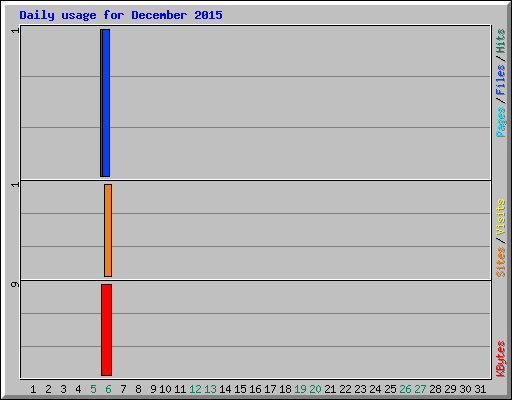 Daily usage for December 2015
1
Pages / Files / Hits
1
Sites / Visits
9
KBytes
1 2 3 4 5 6 7 8 9 10 11 12 13 14 15 16 17 18 19 20 21 22 23 24 25 26 27 28 29 30 31